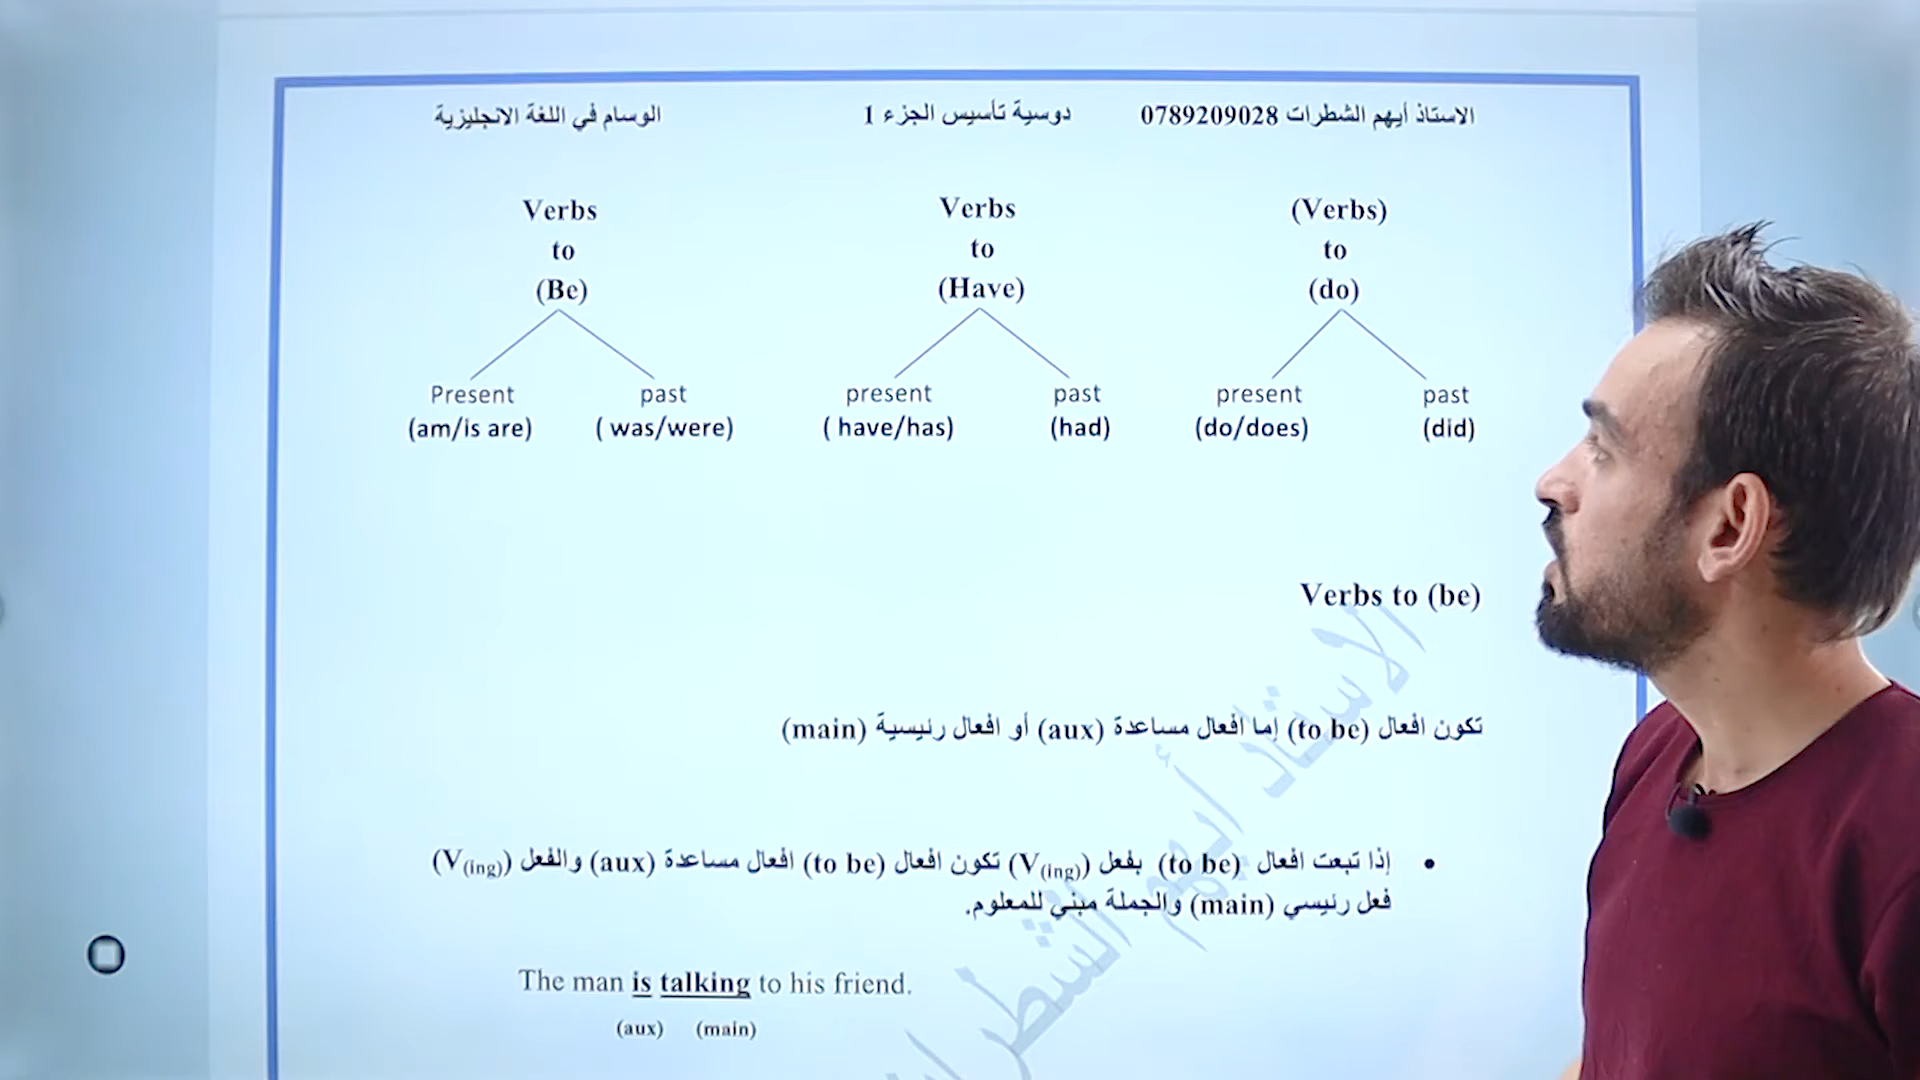 الاستاذ أيهم الشطرات 0789209028 دوسية تأسيس الجزء 1 الوسام في اللغة الانجليزية
Verbs Verbs (Verbs)
to to to
(Be) (Have) (do)
Present past present past present past
(am/is are) ( was/were) ( have/has) (had) (do/does) (did)
Verbs to (be)
تكون افعال (to be) إما افعال مساعدة (aux) أو افعال رئيسية (main)
• إذا تبعت افعال (to be) بفعل (V(ing)) تكون افعال (to be) افعال مساعدة (aux) والفعل (V(ing))
فعل رئيسي (main) والجملة مبني للمعلوم.
The man is talking to his friend.
(aux) (main)
الاستاذ أيهم الشطرات